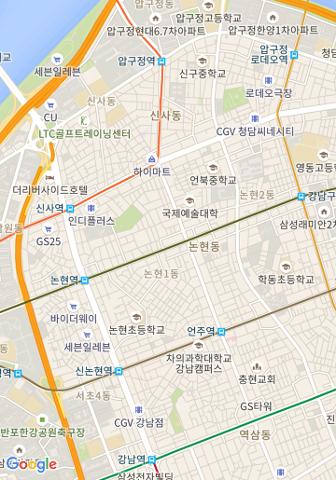 압구정동
압구정고등학교
압구정현대6.7차아파트
압구정한양1차아파트
압구정역
압구정
로데오역
세븐일레븐
신구중학교
로데오극장
신사동
신사동
CU
LTC골프트레이닝센터
CGV 청담씨네시티
하이마트
언북중학교
영동고등학교
더리버사이드호텔
논현2동
강남구
신사역
인디플러스
국제예술대학
삼성래미안2차
GS25
논현동
논현1동
논현역
학동초등학교
바이더웨이
논현초등학교
언주역
세븐일레븐
차의과학대학교
강남캠퍼스
신논현역
충현교회
서초4동
GS타워
CGV 강남점
반포한강공원축구장
역삼동
강남역
삼성전자빌딩
Google